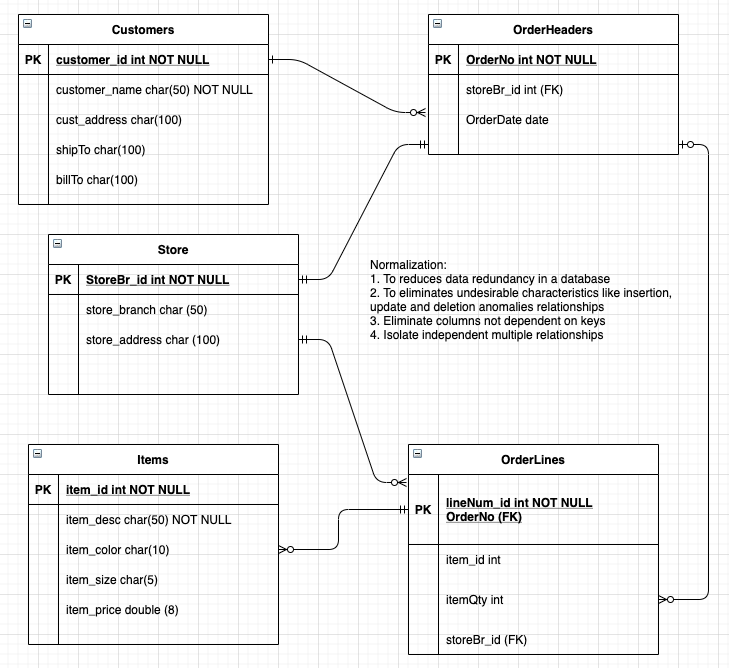 Customers
PK customer_id int NOT NULL
customer_name char(50) NOT NULL
cust_address char(100)
shipTo char(100)
billTo char(100)
OrderHeaders
PK OrderNo int NOT NULL
storeBr_id int (FK)
OrderDate date
Store
PK StoreBr_id int NOT NULL
store_branch char (50)
store_address char (100)
Normalization:
1. To reduces data redundancy in a database
2. To eliminates undesirable characteristics like insertion,
update and deletion anomalies relationships
3. Eliminate columns not dependent on keys
4. Isolate independent multiple relationships
Items
PK item_id int NOT NULL
item_desc char(50) NOT NULL
item_color char(10)
item_size char(5)
item_price double (8)
OrderLines
PK lineNum_id int NOT NULL
OrderNo (FK)
item_id int
itemQty int
storeBr_id (FK)